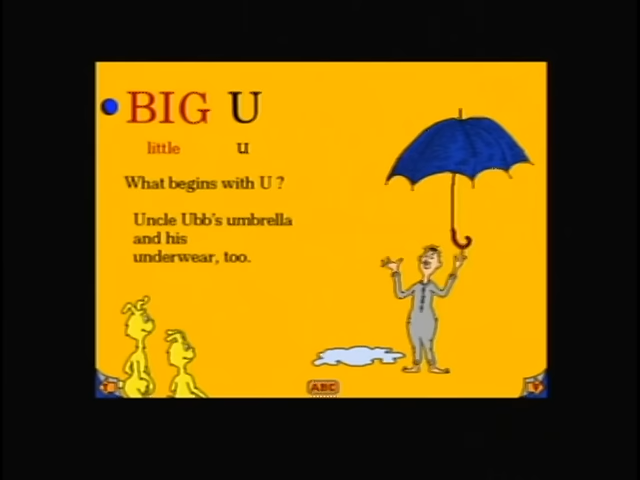 BIG U
little u
What begins with U ?
Uncle Ubb's umbrella
and his
underwear, too.
ABC